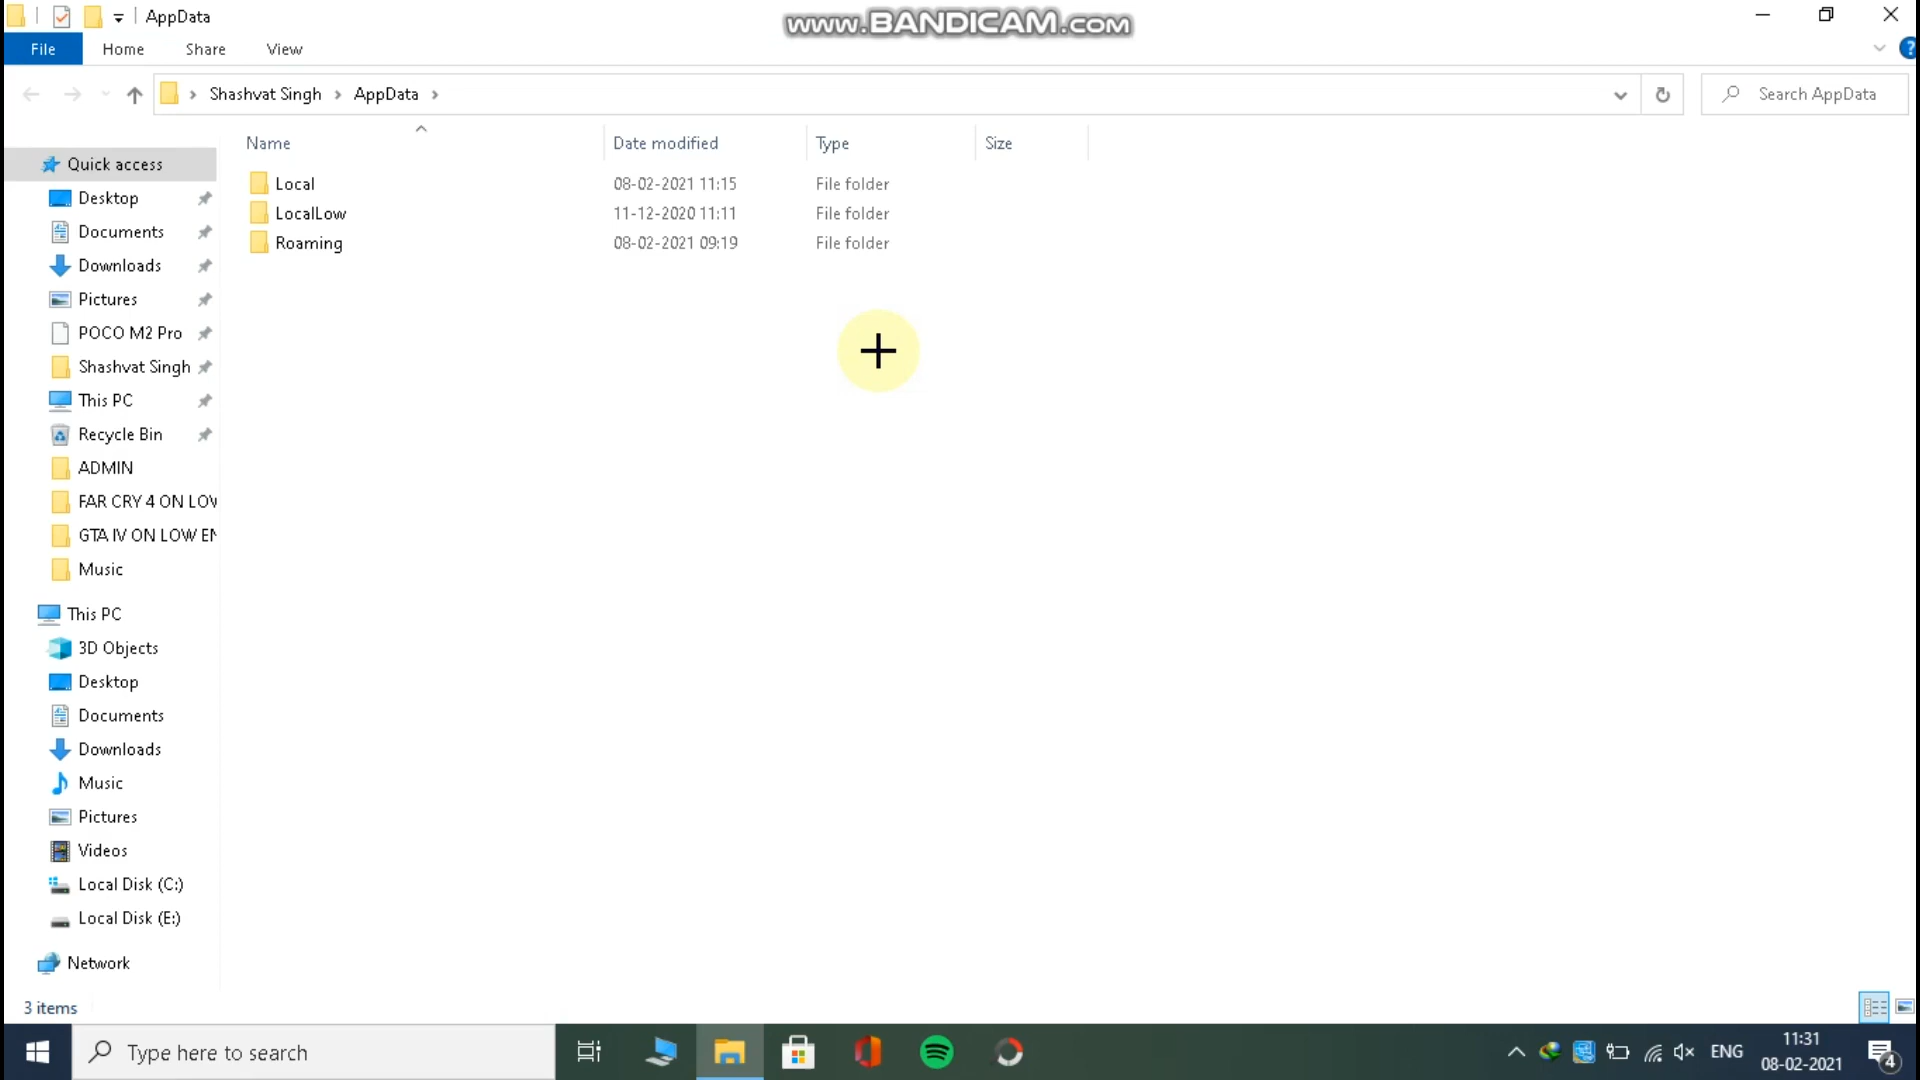 AppData
www.BANDICAM.com
File Home Share View
Shashvat Singh AppData
Search AppData
Name Date modified Type Size
Local 08-02-2021 11:15 File folder
LocalLow 11-12-2020 11:11 File folder
Roaming 08-02-2021 09:19 File folder
Quick access
Desktop
Documents
Downloads
Pictures
POCO M2 Pro
Shashvat Singh
This PC
Recycle Bin
ADMIN
FAR CRY 4 ON LOW
GTA IV ON LOW EN
Music
This PC
3D Objects
Desktop
Documents
Downloads
Music
Pictures
Videos
Local Disk (C:)
Local Disk (E:)
Network
3 items
Type here to search
ENG
11:31
08-02-2021
4